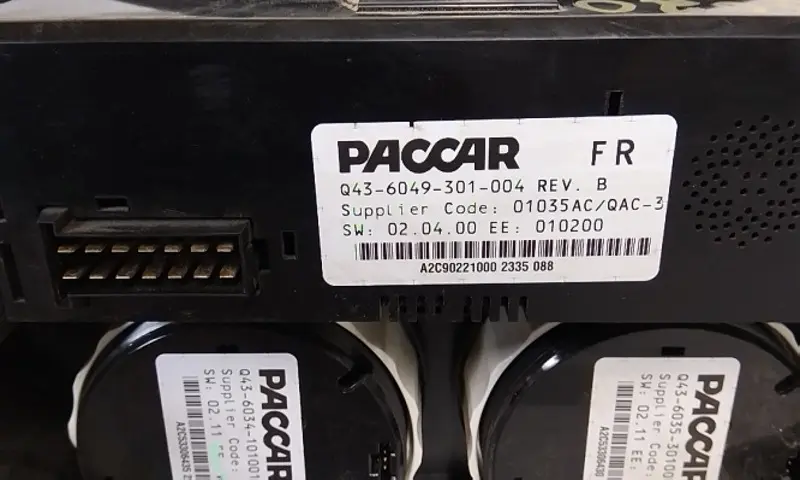 PACCAR FR
Q43-6049-301-004 REV. B
Supplier Code: 01035AC/QAC-3
SW: 02.04.00 EE: 010200
A2C90221000 2335 088
PACCAR
Q43-6034-101001
Supplier Code:
SW: 02.11
A2C53306435
PACCAR
Q43-6035-30100
Supplier Code:
SW: 02.11 EE: